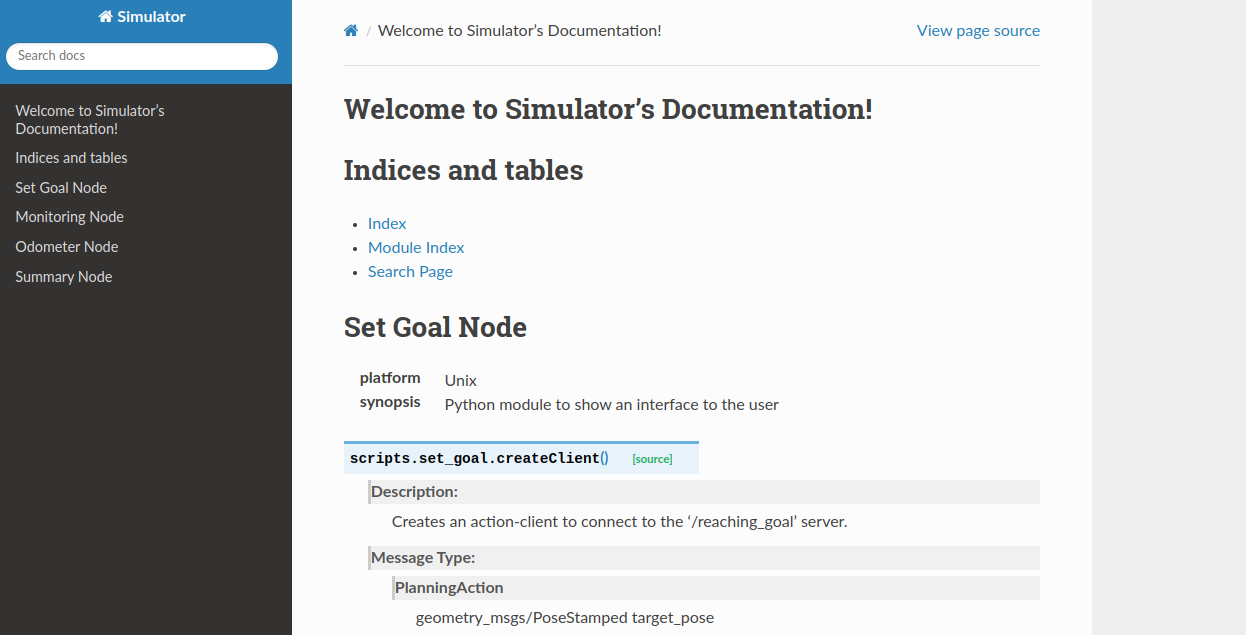 Simulator
Search docs
Welcome to Simulator’s
Documentation!
Indices and tables
Set Goal Node
Monitoring Node
Odometer Node
Summary Node
/ Welcome to Simulator’s Documentation! View page source
Welcome to Simulator’s Documentation!
Indices and tables
• Index
• Module Index
• Search Page
Set Goal Node
platform Unix
synopsis Python module to show an interface to the user
scripts.set_goal.createClient() [source]
Description:
Creates an action-client to connect to the ‘/reaching_goal’ server.
Message Type:
PlanningAction
geometry_msgs/PoseStamped target_pose